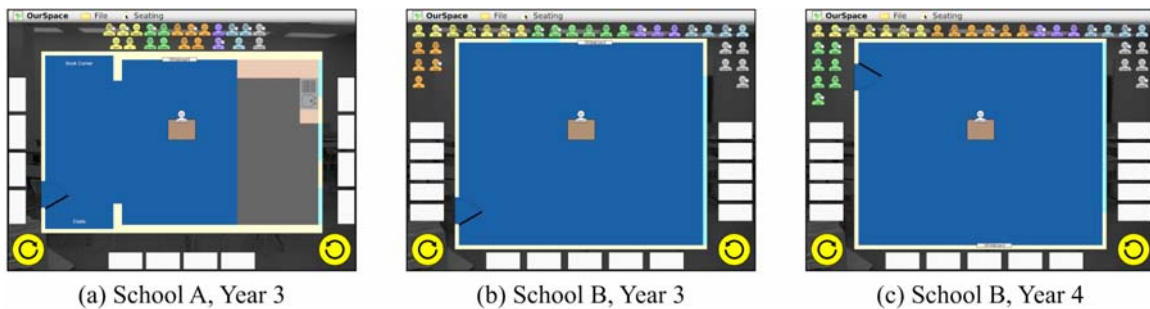 OurSpace File Seating
OurSpace File Seating
OurSpace File Seating
Book Corner
(a) School A, Year 3
(b) School B, Year 3
(c) School B, Year 4